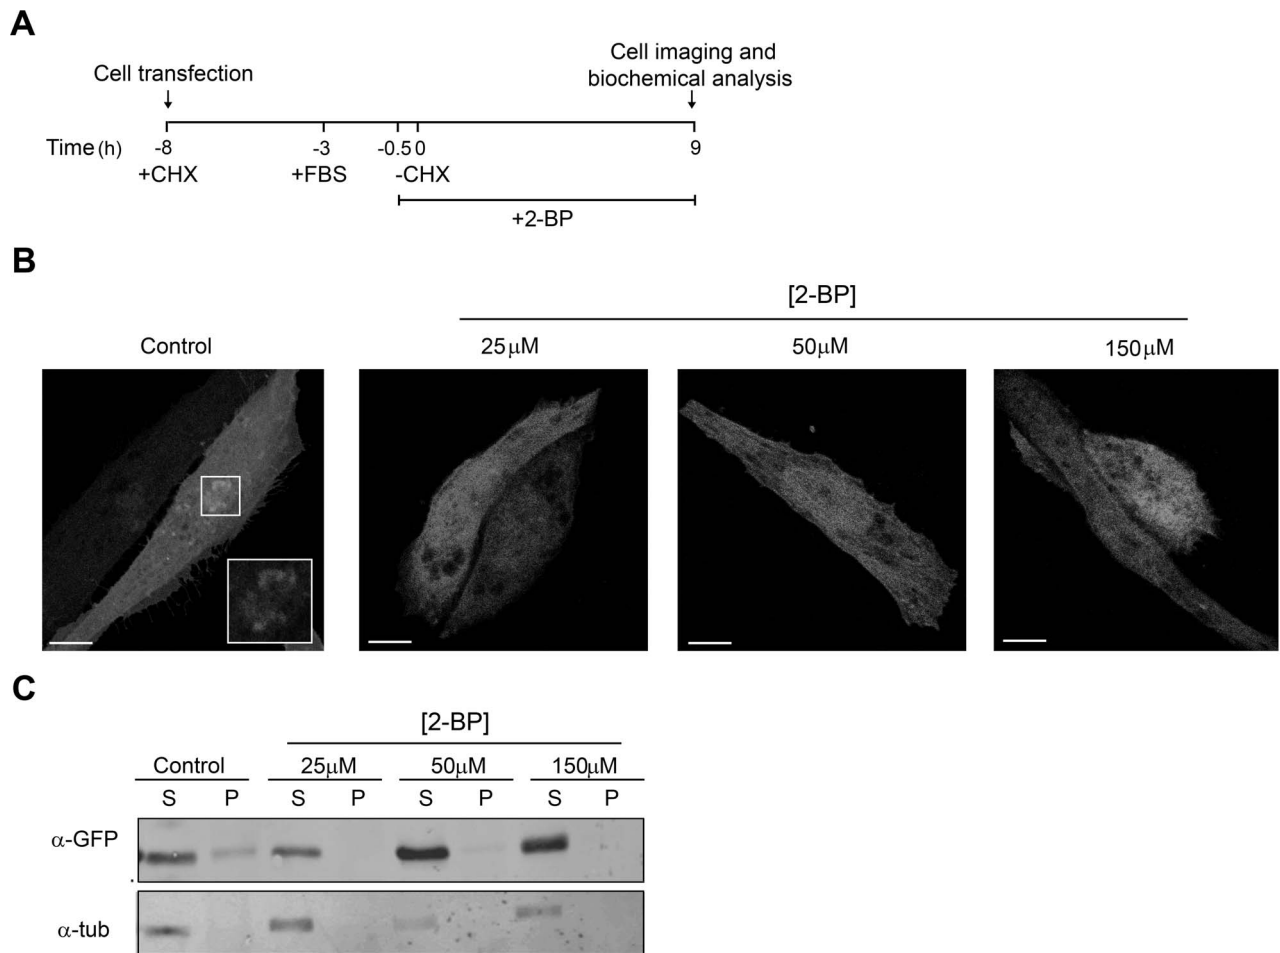 A
Cell transfection
Cell imaging and
biochemical analysis
Time (h) -8 -3 -0.5 0 9
+CHX +FBS -CHX
+2-BP
B
[2-BP]
Control 25μM 50μM 150μM
C
[2-BP]
Control 25μM 50μM 150μM
S P S P S P S P
α-GFP
α-tub